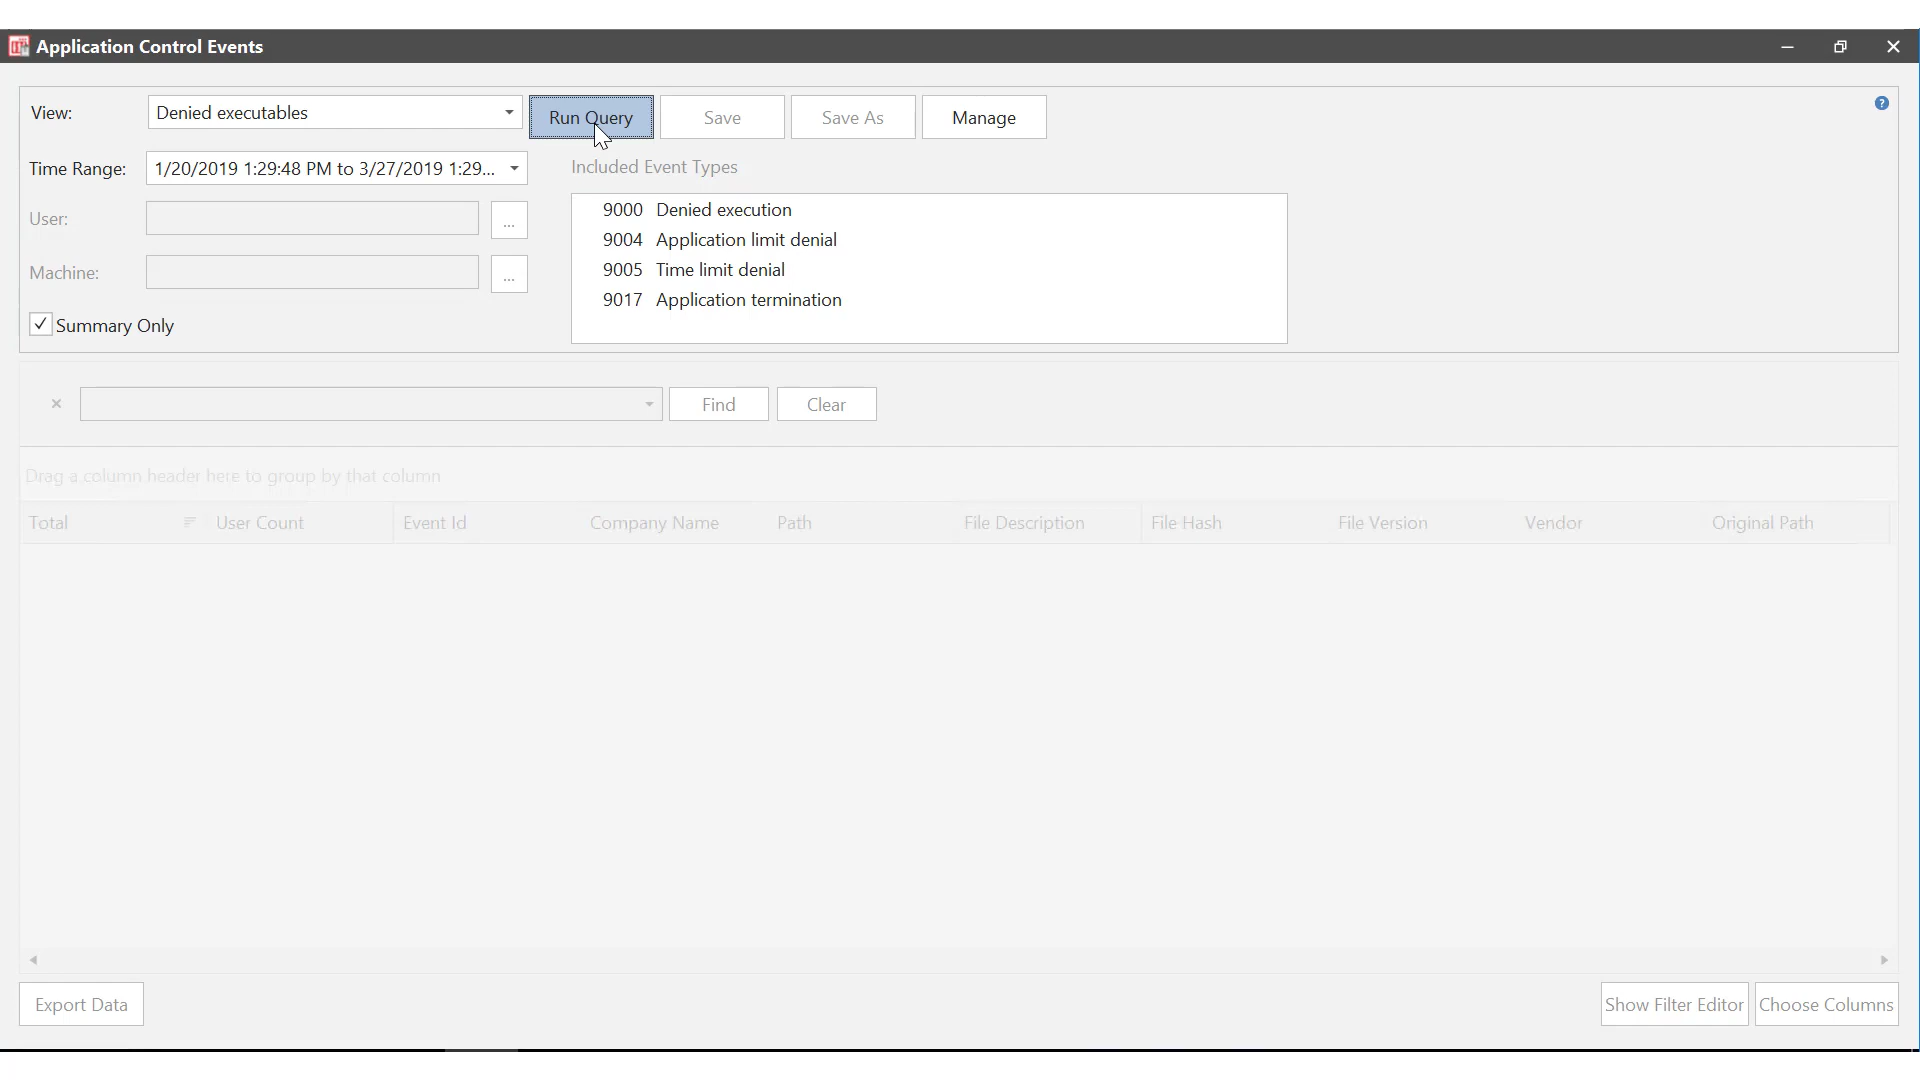 Application Control Events
View: Denied executables Run Query Save Save As Manage
Time Range: 1/20/2019 1:29:48 PM to 3/27/2019 1:29... Included Event Types
9000 Denied execution
User: ...
9004 Application limit denial
Machine: ...
9005 Time limit denial
9017 Application termination
Summary Only
Find Clear
Drag a column header here to group by that column
Total User Count Event Id Company Name Path File Description File Hash File Version Vendor Original Path
Export Data Show Filter Editor Choose Columns